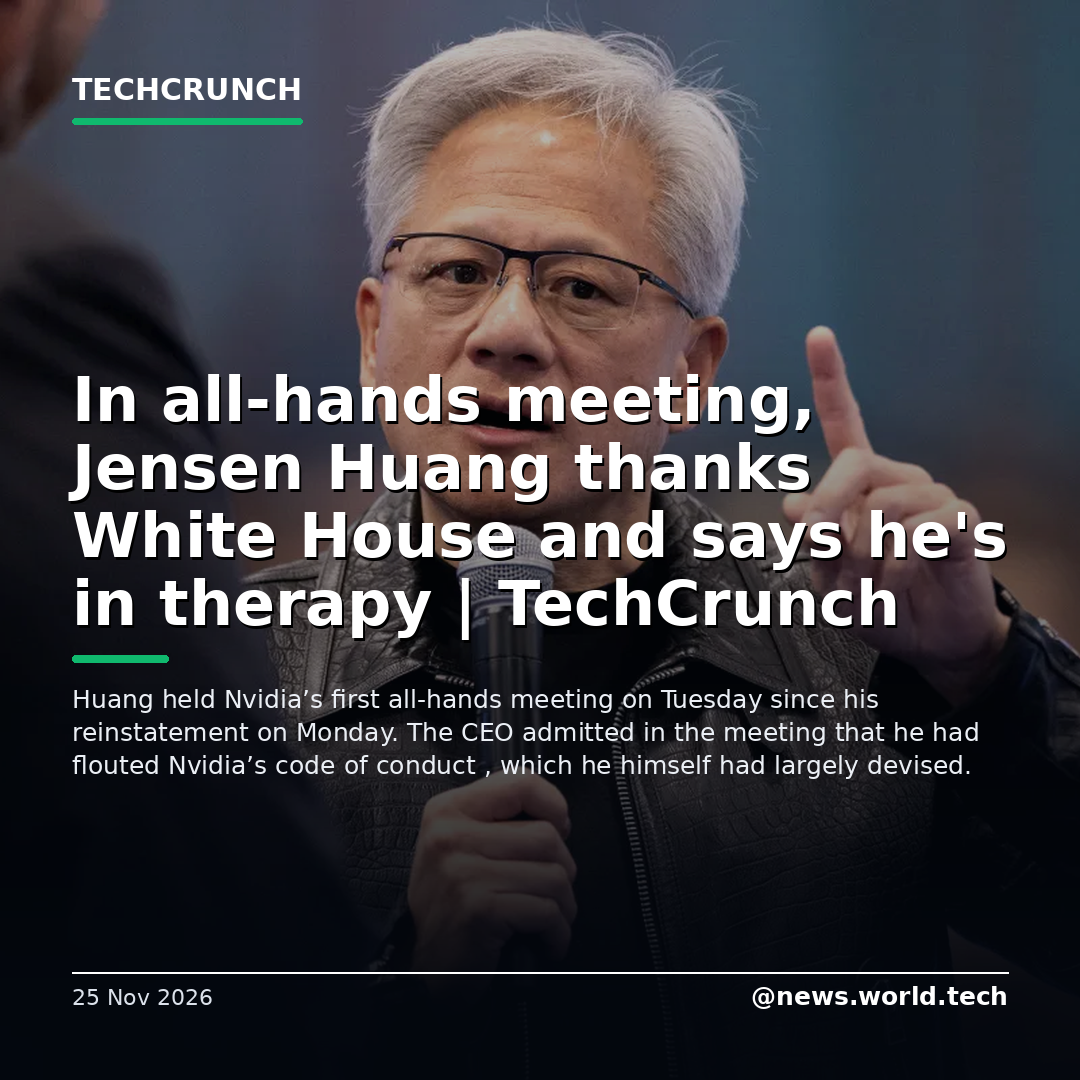 TECHCRUNCH
In all-hands meeting,
Jensen Huang thanks
White House and says he's
in therapy | TechCrunch
Huang held Nvidia’s first all-hands meeting on Tuesday since his
reinstatement on Monday. The CEO admitted in the meeting that he had
flouted Nvidia’s code of conduct , which he himself had largely devised.
25 Nov 2026
@news.world.tech